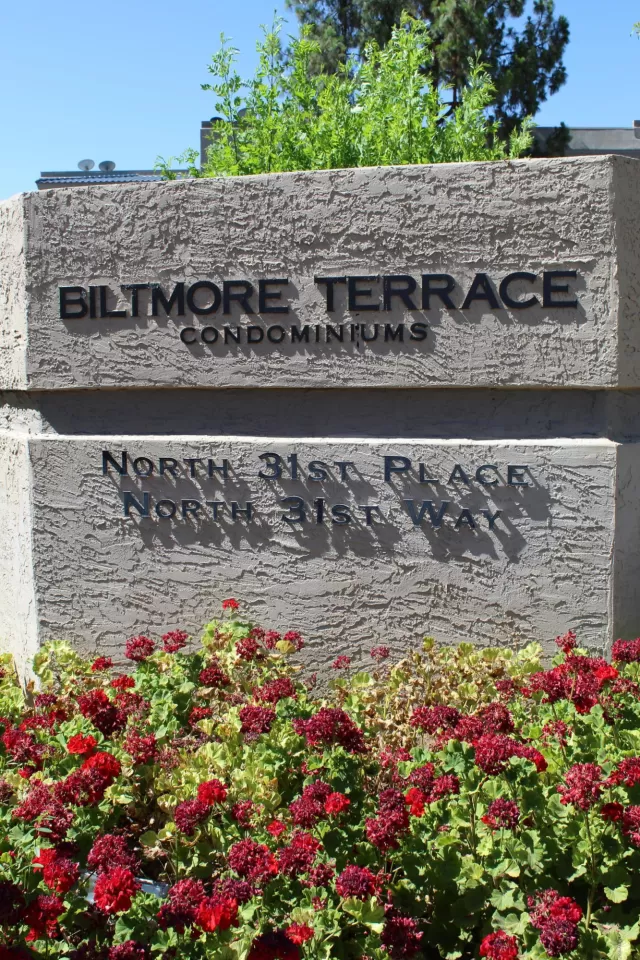 BILTMORE TERRACE
CONDOMINIUMS
NORTH 31ST PLACE
NORTH 31ST WAY